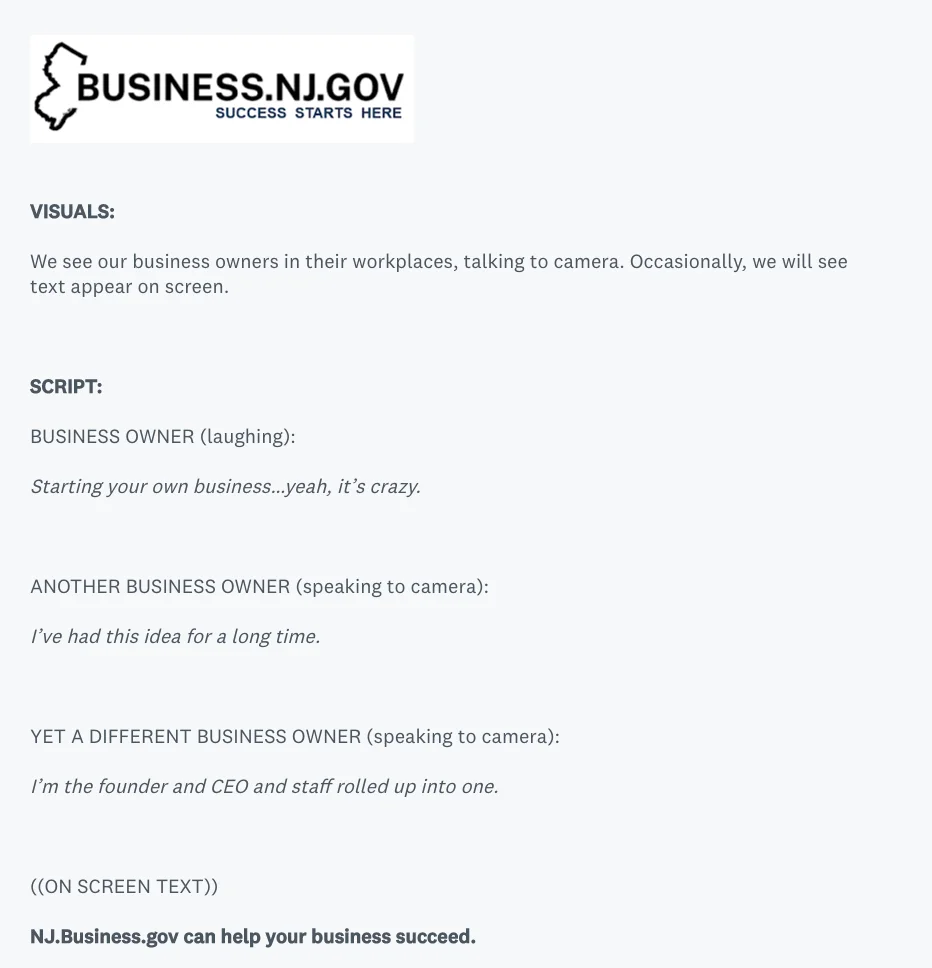 BUSINESS.NJ.GOV
SUCCESS STARTS HERE
VISUALS:
We see our business owners in their workplaces, talking to camera. Occasionally, we will see
text appear on screen.
SCRIPT:
BUSINESS OWNER (laughing):
Starting your own business...yeah, it’s crazy.
ANOTHER BUSINESS OWNER (speaking to camera):
I’ve had this idea for a long time.
YET A DIFFERENT BUSINESS OWNER (speaking to camera):
I’m the founder and CEO and staff rolled up into one.
((ON SCREEN TEXT))
NJ.Business.gov can help your business succeed.